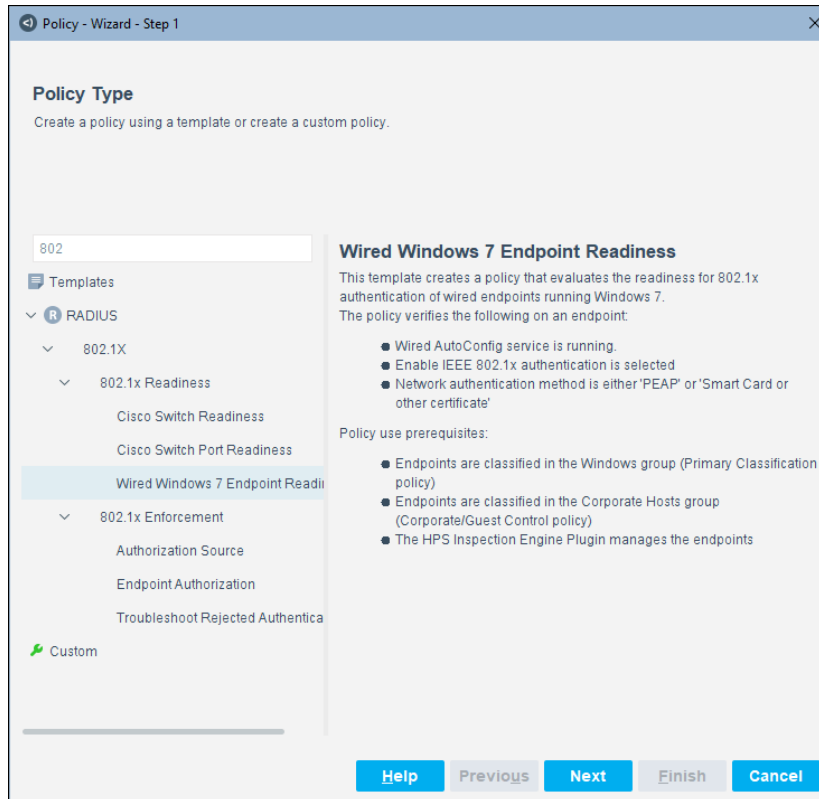 Policy - Wizard - Step 1
Policy Type
Create a policy using a template or create a custom policy.
802
Templates
RADIUS
802.1X
802.1x Readiness
Cisco Switch Readiness
Cisco Switch Port Readiness
Wired Windows 7 Endpoint Readi
802.1x Enforcement
Authorization Source
Endpoint Authorization
Troubleshoot Rejected Authentica
Custom
Wired Windows 7 Endpoint Readiness
This template creates a policy that evaluates the readiness for 802.1x
authentication of wired endpoints running Windows 7.
The policy verifies the following on an endpoint:
Wired AutoConfig service is running.
Enable IEEE 802.1x authentication is selected
Network authentication method is either 'PEAP' or 'Smart Card or
other certificate'
Policy use prerequisites:
Endpoints are classified in the Windows group (Primary Classification
policy)
Endpoints are classified in the Corporate Hosts group
(Corporate/Guest Control policy)
The HPS Inspection Engine Plugin manages the endpoints
Help
Previous
Next
Finish
Cancel